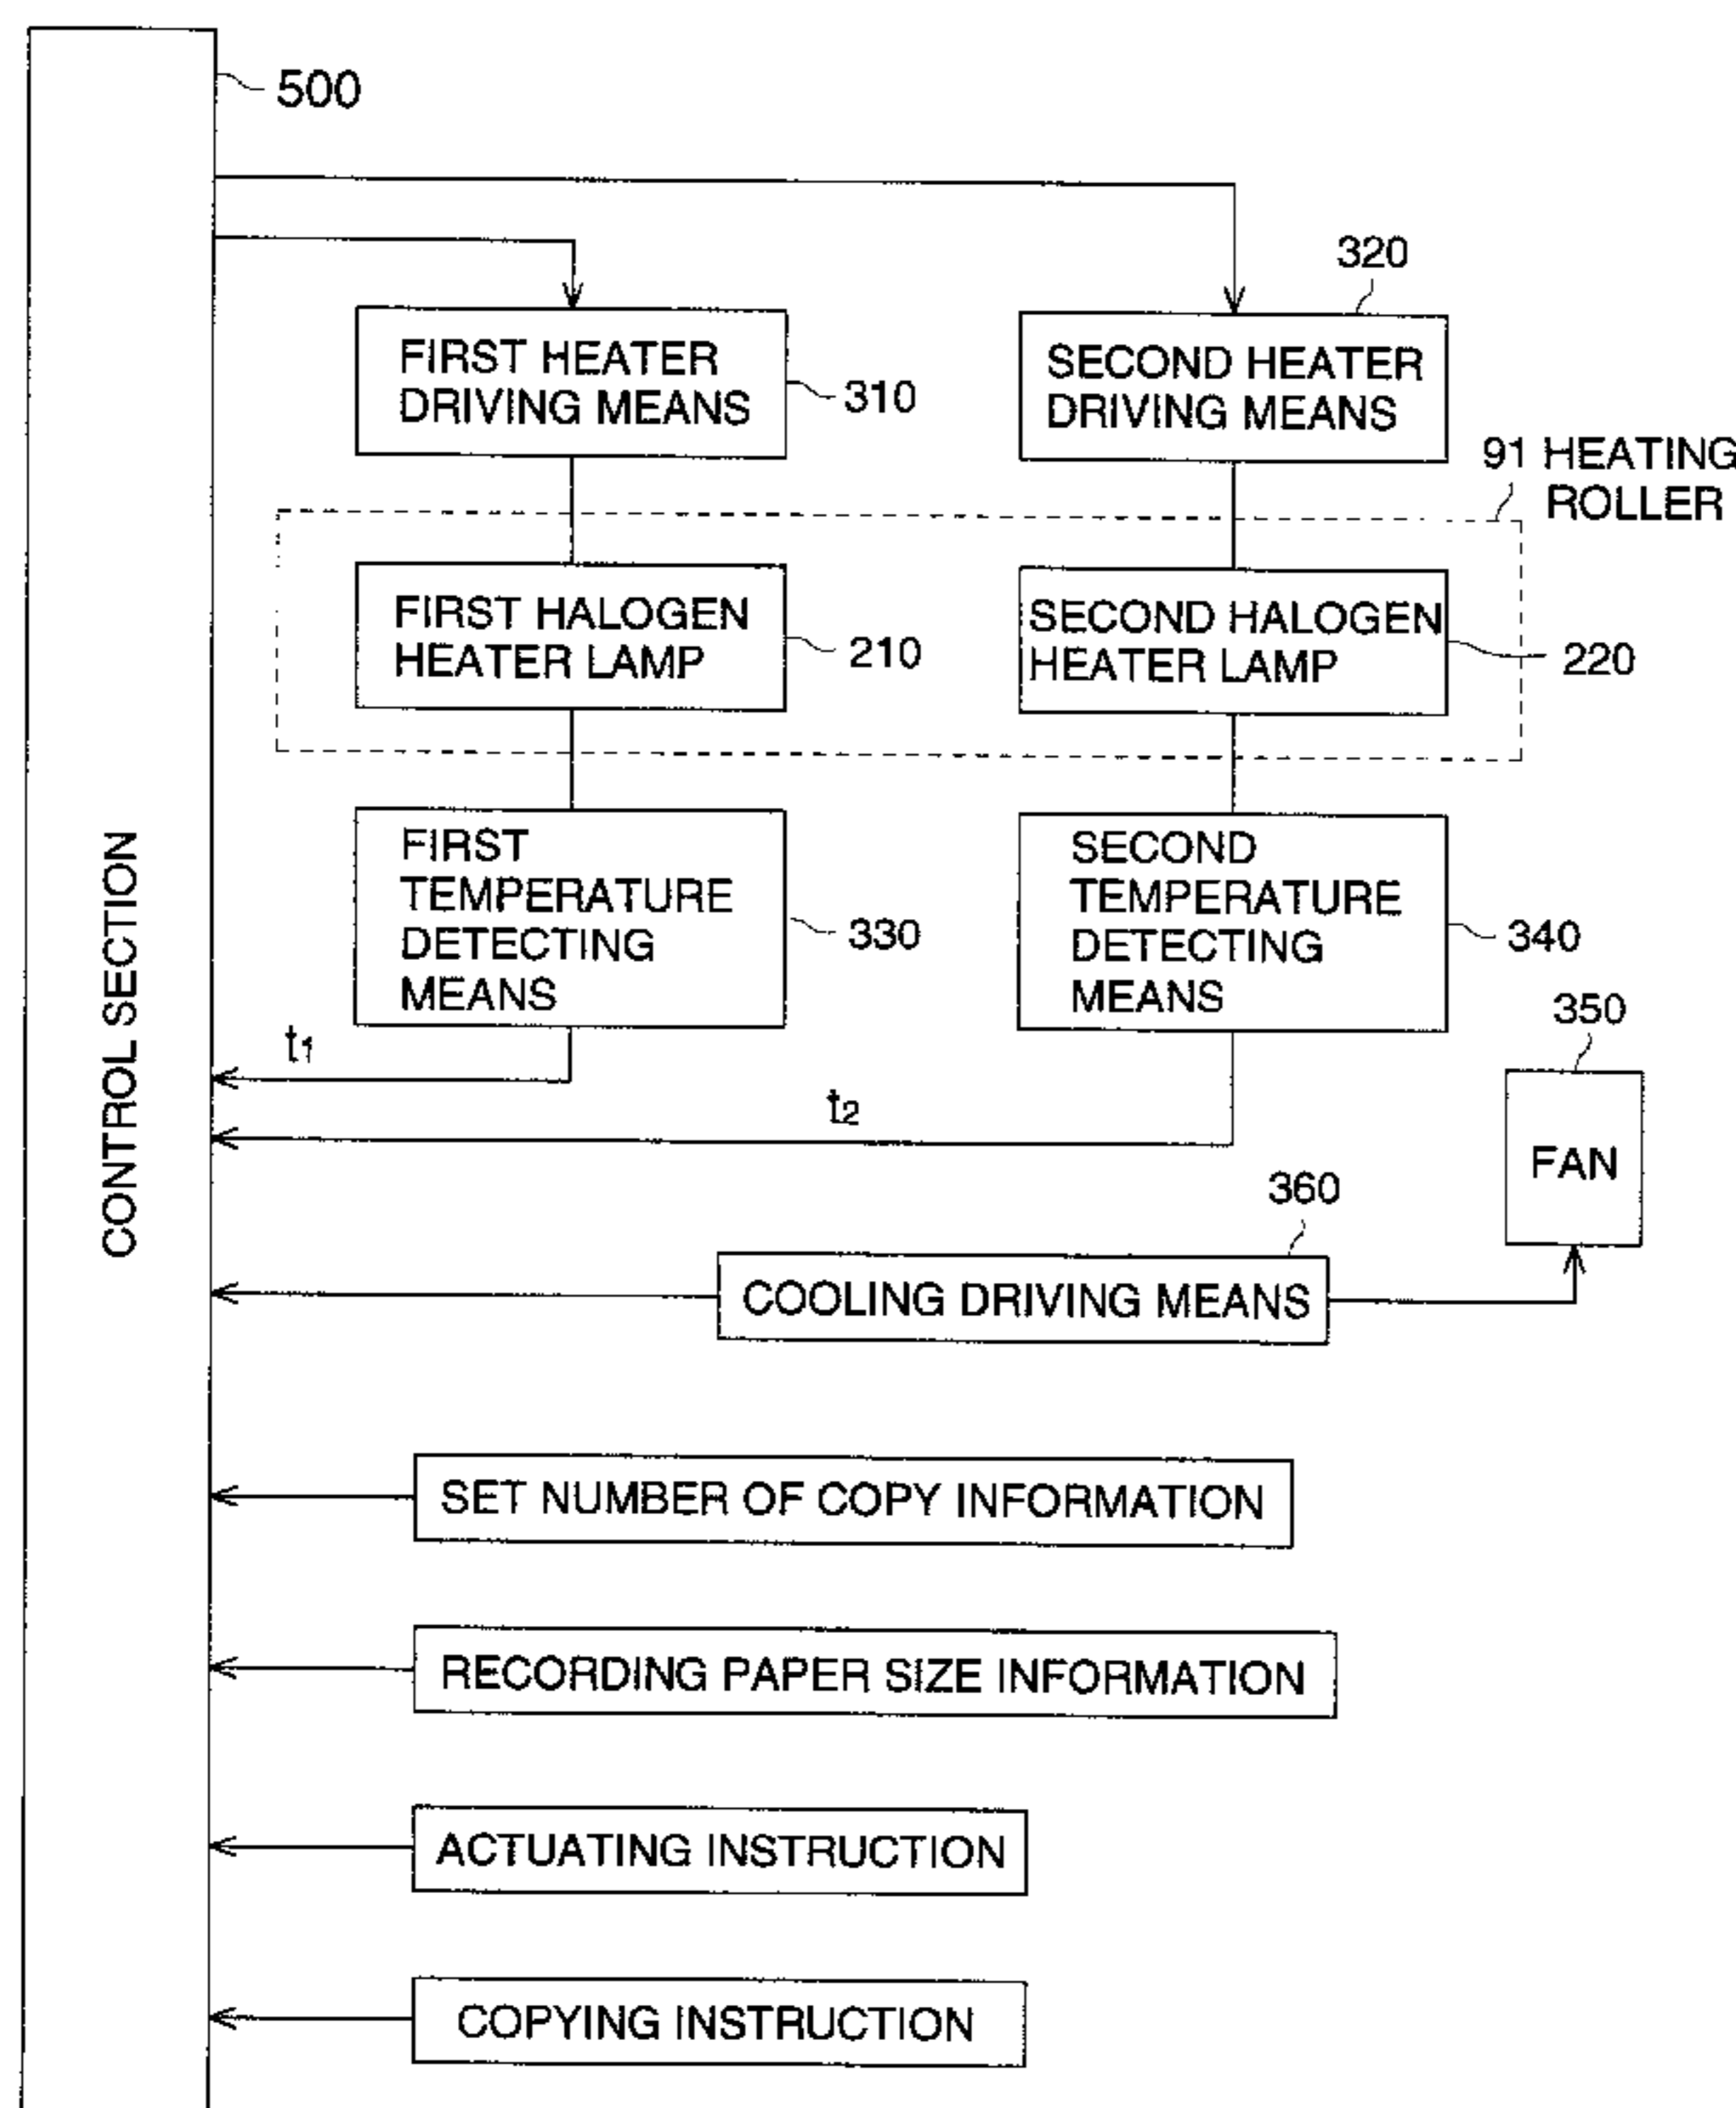 500
320
FIRST HEATER
DRIVING MEANS
310
SECOND HEATER
DRIVING MEANS
91 HEATING
ROLLER
FIRST HALOGEN
HEATER LAMP
210
SECOND HALOGEN
HEATER LAMP
220
CONTROL SECTION
FIRST
TEMPERATURE
DETECTING
MEANS
330
SECOND
TEMPERATURE
DETECTING
MEANS
340
t1
t2
350
FAN
360
COOLING DRIVING MEANS
SET NUMBER OF COPY INFORMATION
RECORDING PAPER SIZE INFORMATION
ACTUATING INSTRUCTION
COPYING INSTRUCTION